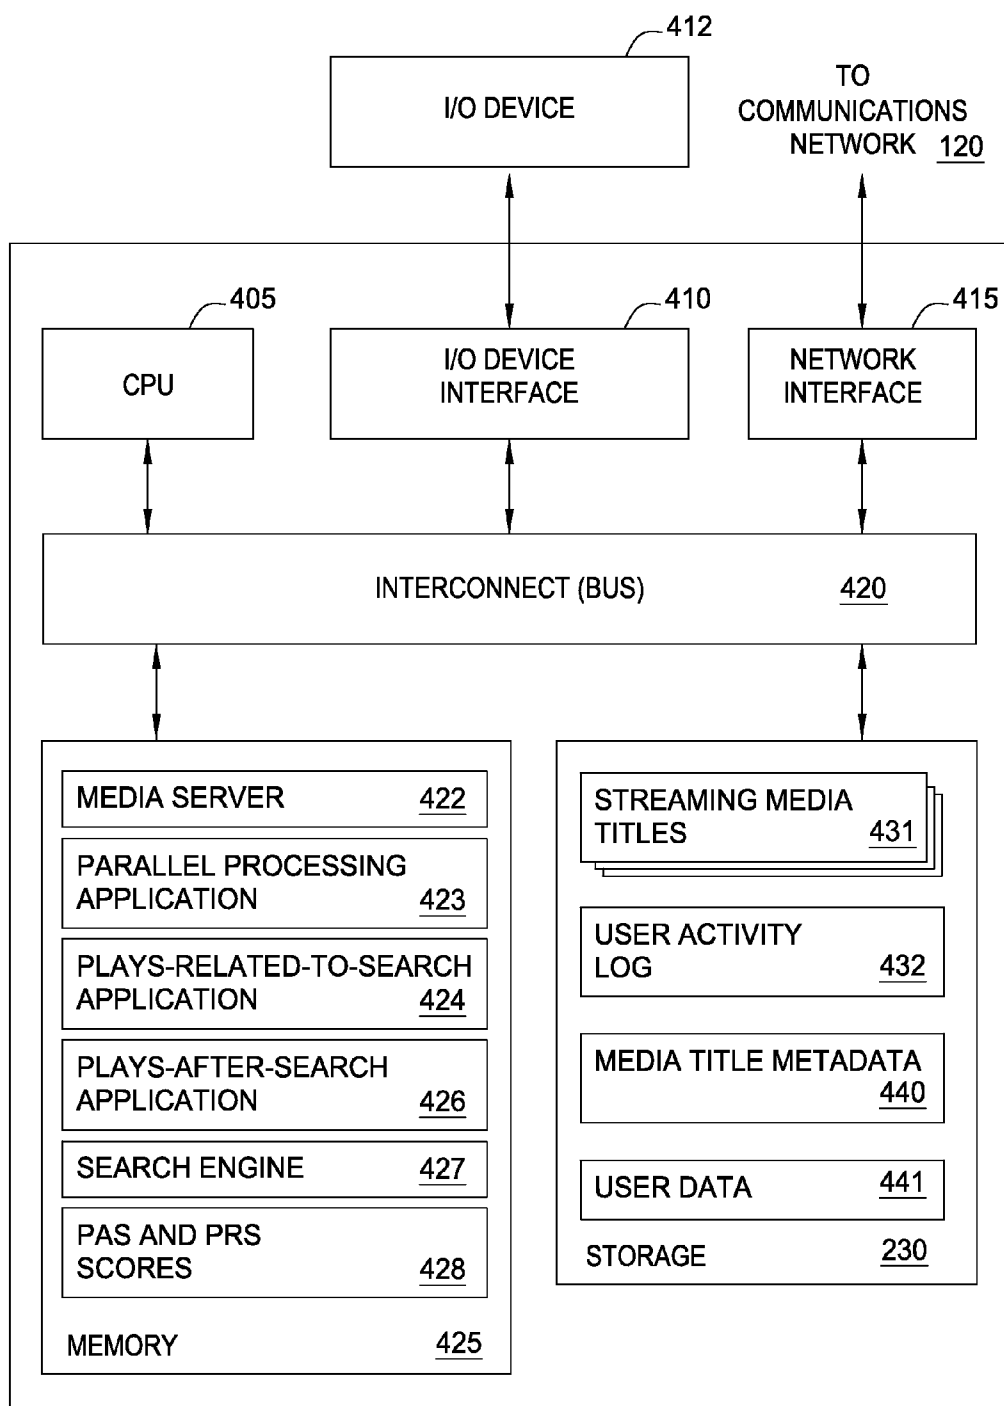 412
I/O DEVICE
TO
COMMUNICATIONS
NETWORK 120
405
410
415
CPU
I/O DEVICE
INTERFACE
NETWORK
INTERFACE
INTERCONNECT (BUS) 420
MEDIA SERVER 422
PARALLEL PROCESSING
APPLICATION 423
PLAYS-RELATED-TO-SEARCH
APPLICATION 424
PLAYS-AFTER-SEARCH
APPLICATION 426
SEARCH ENGINE 427
PAS AND PRS
SCORES 428
MEMORY 425
STREAMING MEDIA
TITLES 431
USER ACTIVITY
LOG 432
MEDIA TITLE METADATA
440
USER DATA 441
STORAGE 230